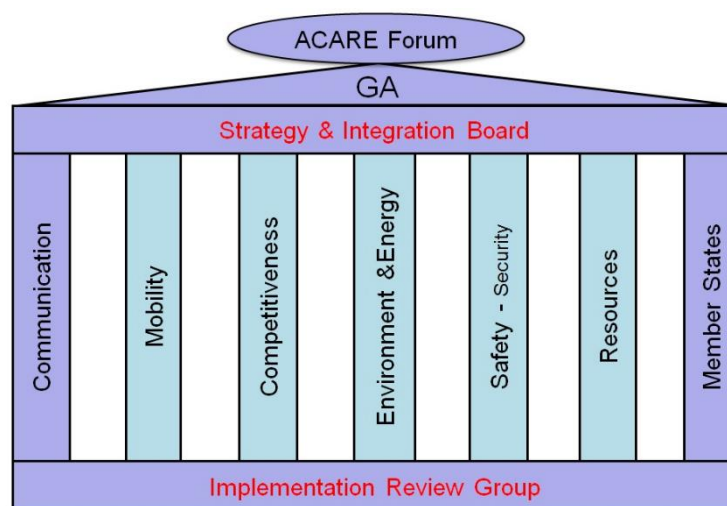 ACARE Forum
GA
Strategy & Integration Board
Communication
Mobility
Competitiveness
Environment &Energy
Safety - Security
Resources
Member States
Implementation Review Group